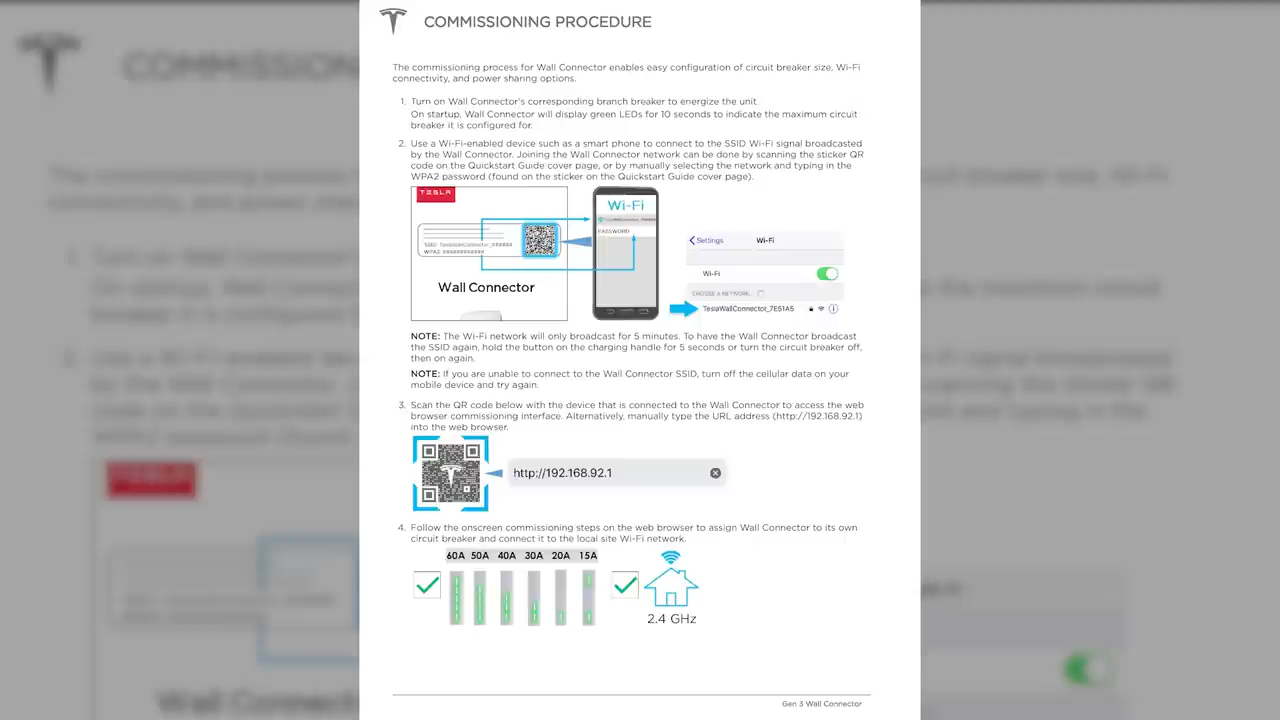 COMMISSIONING PROCEDURE
The commissioning process for Wall Connector enables easy configuration of circuit breaker size, Wi-Fi
connectivity, and power sharing options.
1. Turn on Wall Connector's corresponding branch breaker to energize the unit.
On startup, Wall Connector will display green LEDs for 10 seconds to indicate the maximum circuit
breaker it is configured for.
2. Use a Wi-Fi-enabled device such as a smart phone to connect to the SSID Wi-Fi signal broadcasted
by the Wall Connector. Joining the Wall Connector network can be done by scanning the sticker QR
code on the Quickstart Guide cover page, or by manually selecting the network and typing in the
WPA2 password (found on the sticker on the Quickstart Guide cover page).
TESLA
SSID: TeslaWallConnector_######
WPA2: ############
Wall Connector
Wi-Fi
PASSWORD
Settings
Wi-Fi
Wi-Fi
CHOOSE A NETWORK...
TeslaWallConnector_7E51A5
NOTE: The Wi-Fi network will only broadcast for 5 minutes. To have the Wall Connector broadcast
the SSID again, hold the button on the charging handle for 5 seconds or turn the circuit breaker off,
then on again.
NOTE: If you are unable to connect to the Wall Connector SSID, turn off the cellular data on your
mobile device and try again.
3. Scan the QR code below with the device that is connected to the Wall Connector to access the web
browser commissioning interface. Alternatively, manually type the URL address (http://192.168.92.1)
into the web browser.
http://192.168.92.1
4. Follow the onscreen commissioning steps on the web browser to assign Wall Connector to its own
circuit breaker and connect it to the local site Wi-Fi network.
60A 50A 40A 30A 20A 15A
2.4 GHz
Gen 3 Wall Connector